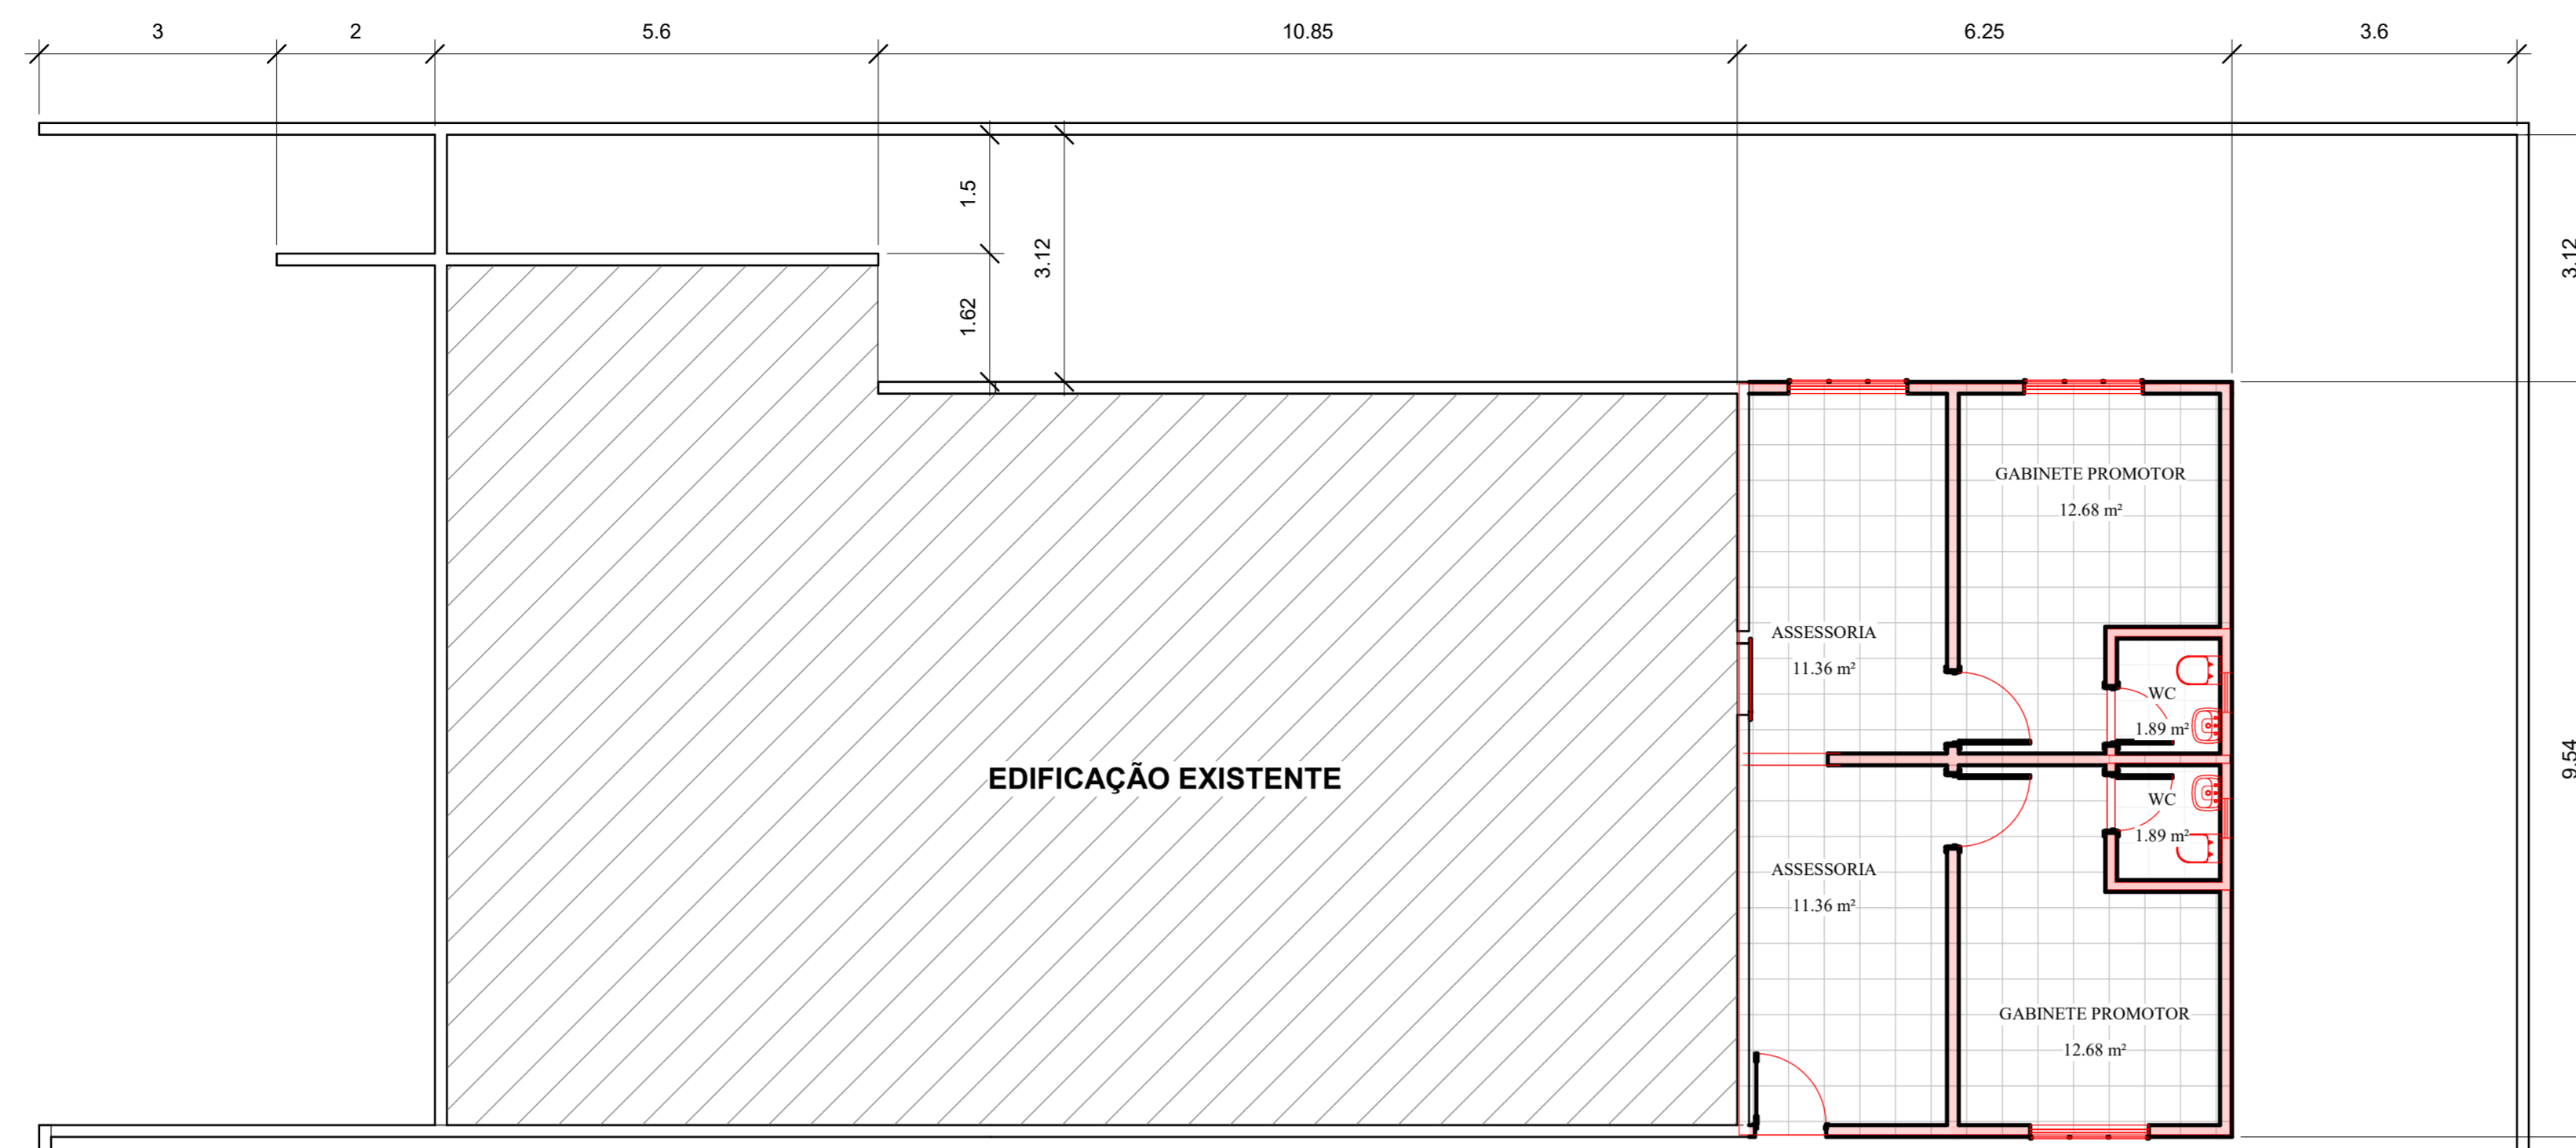 3 2 5.6 10.85 6.25 3.6
1.5
3.12
1.62
3.12
GABINETE PROMOTOR
12.68 m²
ASSESSORIA
11.36 m²
WC
1.89 m²
EDIFICAÇÃO EXISTENTE
9.54
WC
1.89 m²
ASSESSORIA
11.36 m²
GABINETE PROMOTOR
12.68 m²